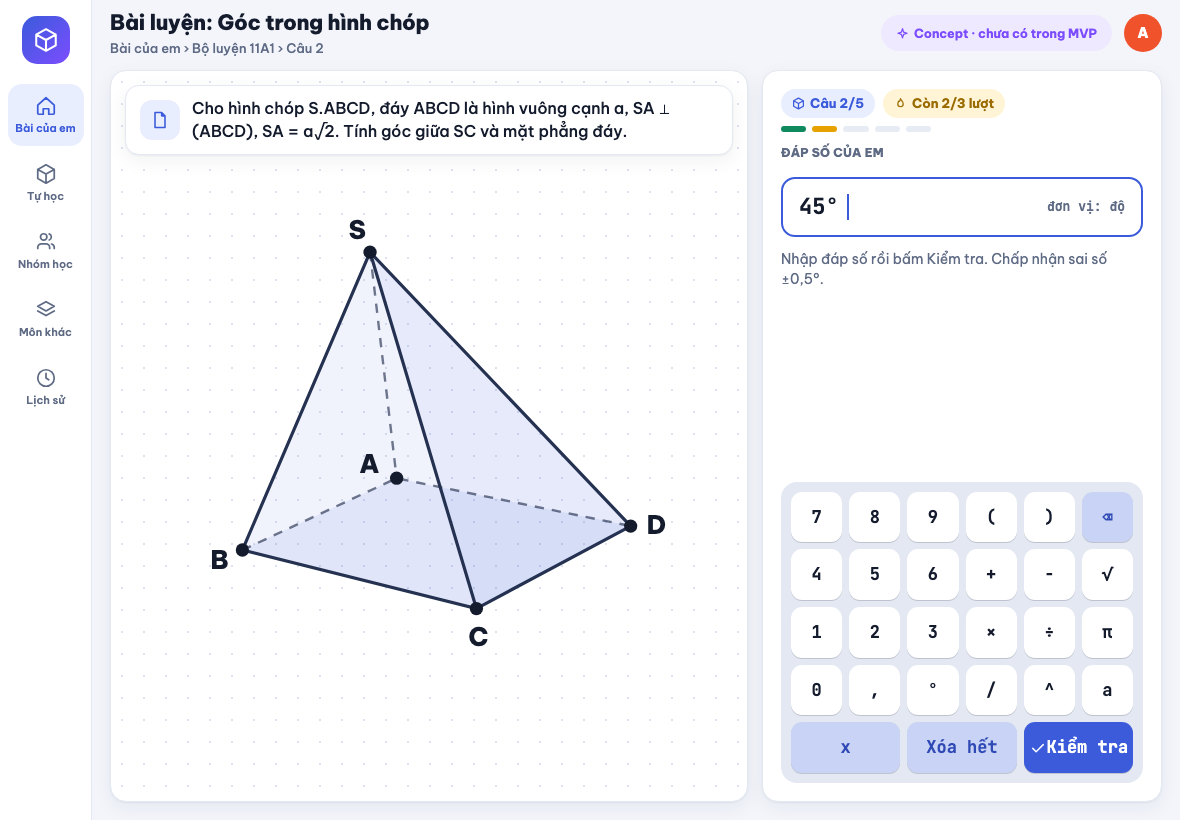 Bài luyện: Góc trong hình chóp
Bài của em › Bộ luyện 11A1 › Câu 2
Concept · chưa có trong MVP
A
Bài của em
Tự học
Nhóm học
Môn khác
Lịch sử
Cho hình chóp S.ABCD, đáy ABCD là hình vuông cạnh a, SA ⊥
(ABCD), SA = a√2. Tính góc giữa SC và mặt phẳng đáy.
S
A
B
D
C
Câu 2/5
Còn 2/3 lượt
ĐÁP SỐ CỦA EM
45°
đơn vị: độ
Nhập đáp số rồi bấm Kiểm tra. Chấp nhận sai số
±0,5°.
7 8 9 ( ) ⌫
4 5 6 + - √
1 2 3 × ÷ π
0 , ° / ^ a
x Xóa hết Kiểm tra